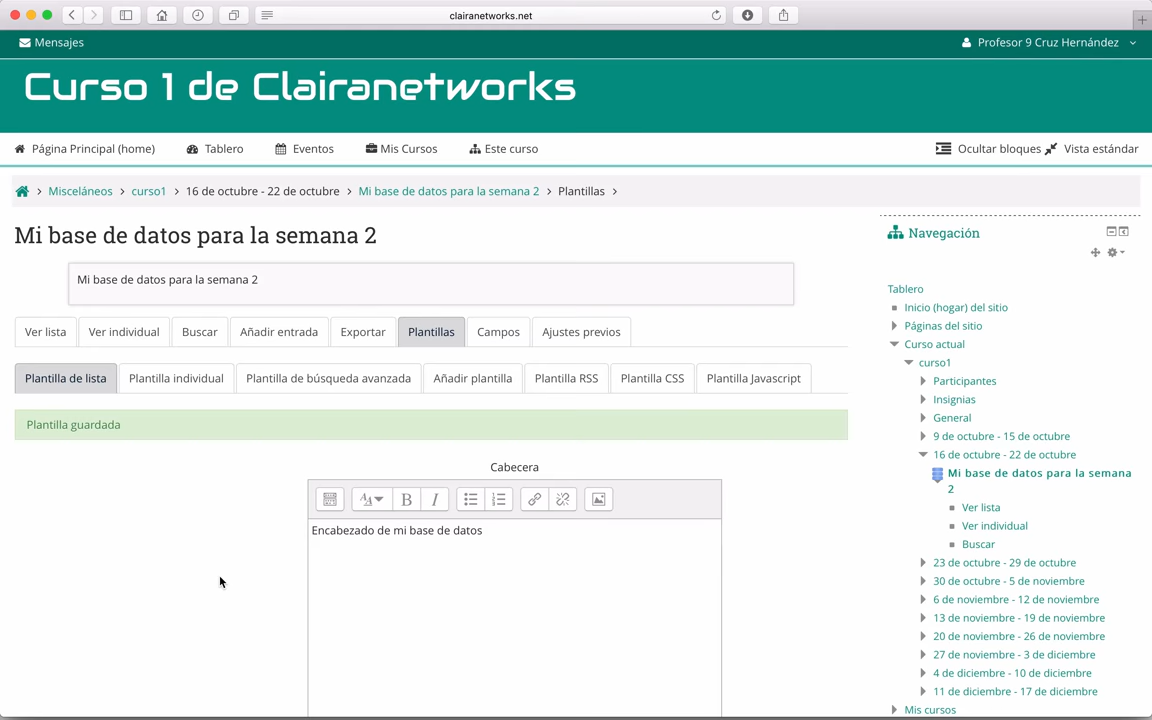 clairanetworks.net
Mensajes
Profesor 9 Cruz Hernández
Curso 1 de Clairanetworks
Página Principal (home) Tablero Eventos Mis Cursos Este curso Ocultar bloques Vista estándar
Misceláneos curso1 16 de octubre - 22 de octubre Mi base de datos para la semana 2 Plantillas
Mi base de datos para la semana 2
Mi base de datos para la semana 2
Ver lista Ver individual Buscar Añadir entrada Exportar Plantillas Campos Ajustes previos
Plantilla de lista Plantilla individual Plantilla de búsqueda avanzada Añadir plantilla Plantilla RSS Plantilla CSS Plantilla Javascript
Plantilla guardada
Cabecera
B I
Encabezado de mi base de datos
Navegación
Tablero
Inicio (hogar) del sitio
Páginas del sitio
Curso actual
curso1
Participantes
Insignias
General
9 de octubre - 15 de octubre
16 de octubre - 22 de octubre
Mi base de datos para la semana
2
Ver lista
Ver individual
Buscar
23 de octubre - 29 de octubre
30 de octubre - 5 de noviembre
6 de noviembre - 12 de noviembre
13 de noviembre - 19 de noviembre
20 de noviembre - 26 de noviembre
27 de noviembre - 3 de diciembre
4 de diciembre - 10 de diciembre
11 de diciembre - 17 de diciembre
Mis cursos